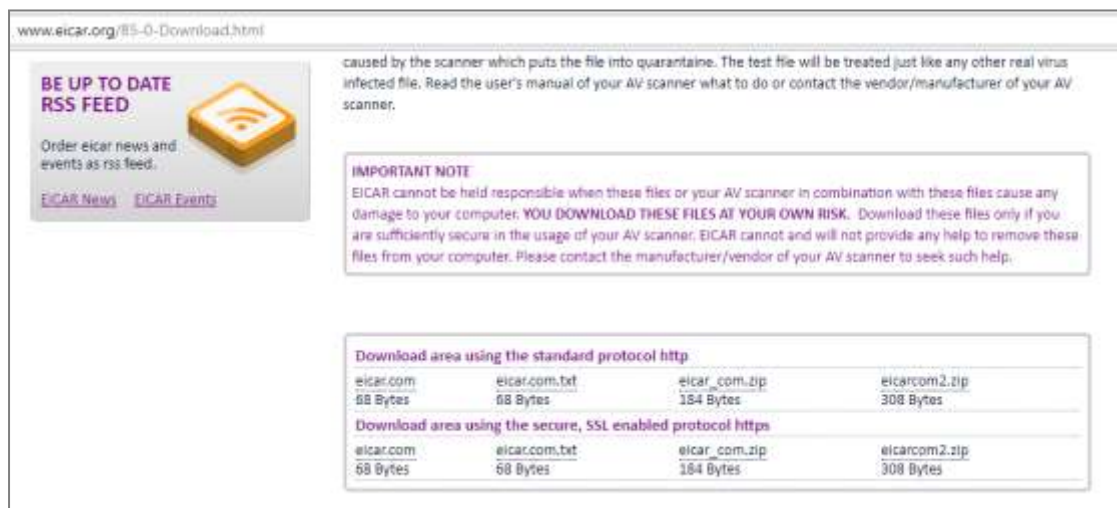 www.eicar.org/85-0-Download.html
BE UP TO DATE
RSS FEED
Order eicar news and
events as rss feed.
EICAR News EICAR Events
caused by the scanner which puts the file into quarantaine. The test file will be treated just like any other real virus
infected file. Read the user's manual of your AV scanner what to do or contact the vendor/manufacturer of your AV
scanner.
IMPORTANT NOTE
EICAR cannot be held responsible when these files or your AV scanner in combination with these files cause any
damage to your computer. YOU DOWNLOAD THESE FILES AT YOUR OWN RISK. Download these files only if you
are sufficiently secure in the usage of your AV scanner. EICAR cannot and will not provide any help to remove these
files from your computer. Please contact the manufacturer/vendor of your AV scanner to seek such help.
Download area using the standard protocol http
eicar.com eicar.com.txt eicar_com.zip eicarcom2.zip
68 Bytes 68 Bytes 184 Bytes 308 Bytes
Download area using the secure, SSL enabled protocol https
eicar.com eicar.com.txt eicar_com.zip eicarcom2.zip
68 Bytes 68 Bytes 184 Bytes 308 Bytes